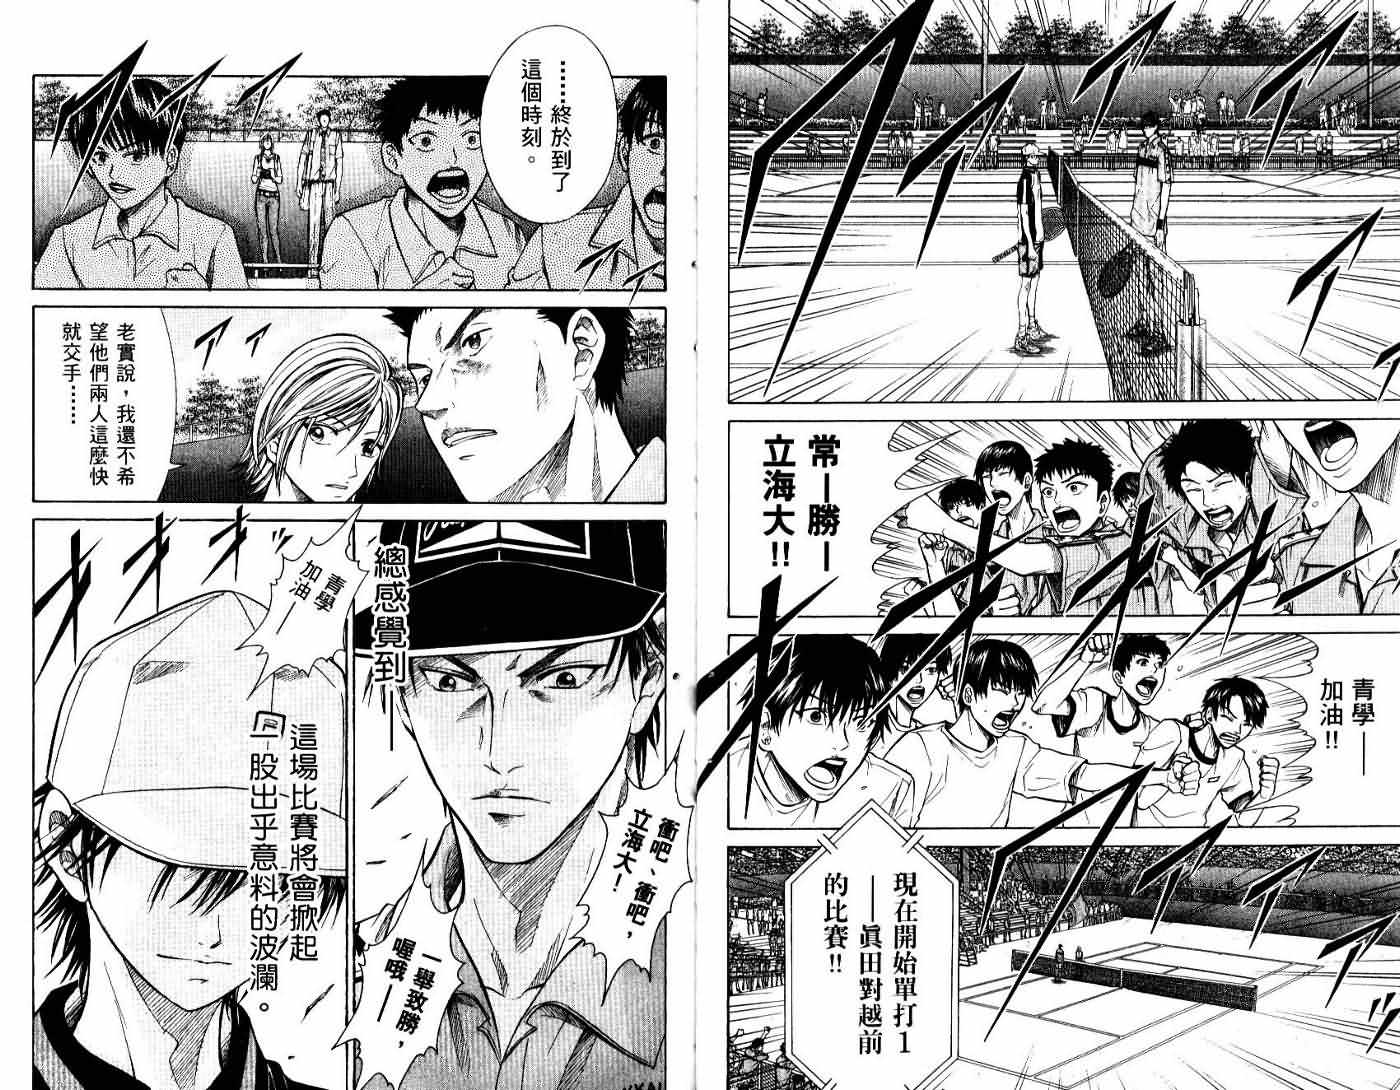 常—勝—
立海大!!
青學—
加油!!
現在開始單打1
——眞田對越前
的比賽!!
……終於到了
這個時刻。
老實說，我還不希
望他們兩人這麼快
就交手……
衝吧、衝吧，
立海大！
一舉致勝，
喔哦——
總感覺到——
青學
加油—
這場比賽將會掀起
一股出乎意料的波瀾。